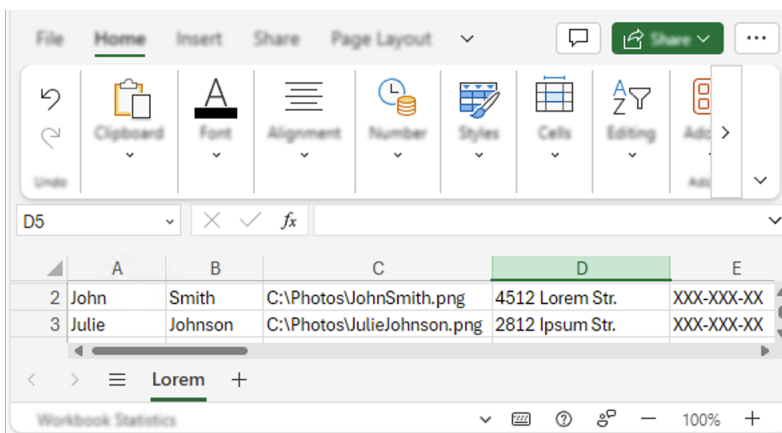 File Home Insert Share Page Layout
Share
Clipboard Font Alignment Number Styles Cells Editing
Undo
D5 fx
A B C D E
2 John Smith C:\Photos\JohnSmith.png 4512 Lorem Str. XXX-XXX-XX
3 Julie Johnson C:\Photos\JulieJohnson.png 2812 Ipsum Str. XXX-XXX-XX
Lorem
Workbook Statistics 100%